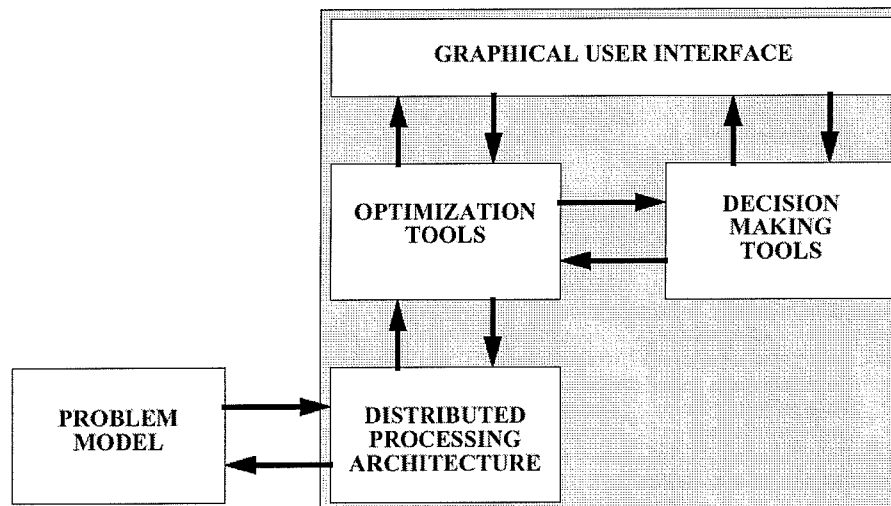 GRAPHICAL USER INTERFACE
OPTIMIZATION
TOOLS
DECISION
MAKING
TOOLS
PROBLEM
MODEL
DISTRIBUTED
PROCESSING
ARCHITECTURE